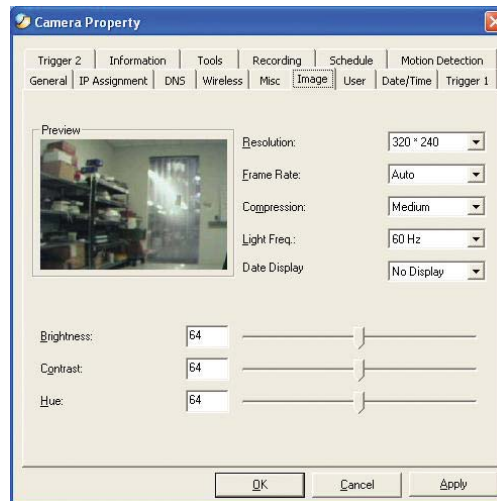 Camera Property
Trigger 2 Information Tools Recording Schedule Motion Detection
General IP Assignment DNS Wireless Misc Image User Date/Time Trigger 1
Preview
Resolution: 320 * 240
Frame Rate: Auto
Compression: Medium
Light Freq.: 60 Hz
Date Display No Display
Brightness: 64
Contrast: 64
Hue: 64
OK Cancel Apply